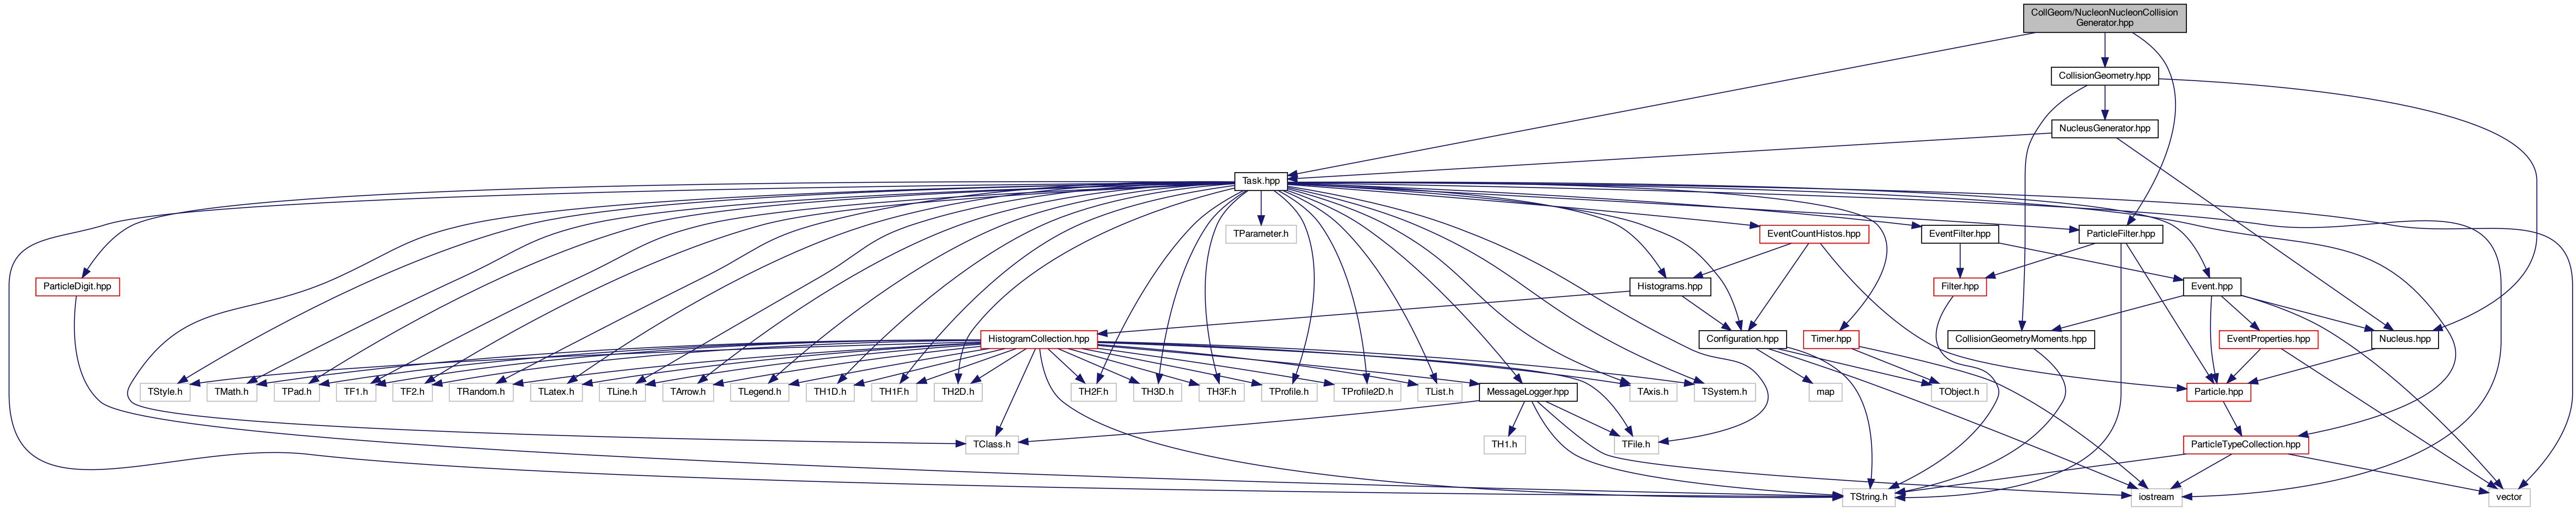 CollGeom/NucleonNucleonCollision
Generator.hpp
CollisionGeometry.hpp
NucleusGenerator.hpp
Task.hpp
TParameter.h
EventCountHistos.hpp
EventFilter.hpp
ParticleFilter.hpp
ParticleDigit.hpp
Histograms.hpp
Filter.hpp
Event.hpp
HistogramCollection.hpp
Configuration.hpp
Timer.hpp
CollisionGeometryMoments.hpp
EventProperties.hpp
Nucleus.hpp
TStyle.h
TMath.h
TPad.h
TF1.h
TF2.h
TRandom.h
TLatex.h
TLine.h
TArrow.h
TLegend.h
TH1D.h
TH1F.h
TH2D.h
TH2F.h
TH3D.h
TH3F.h
TProfile.h
TProfile2D.h
TList.h
MessageLogger.hpp
TAxis.h
TSystem.h
map
TObject.h
Particle.hpp
TClass.h
TH1.h
TFile.h
ParticleTypeCollection.hpp
TString.h
iostream
vector